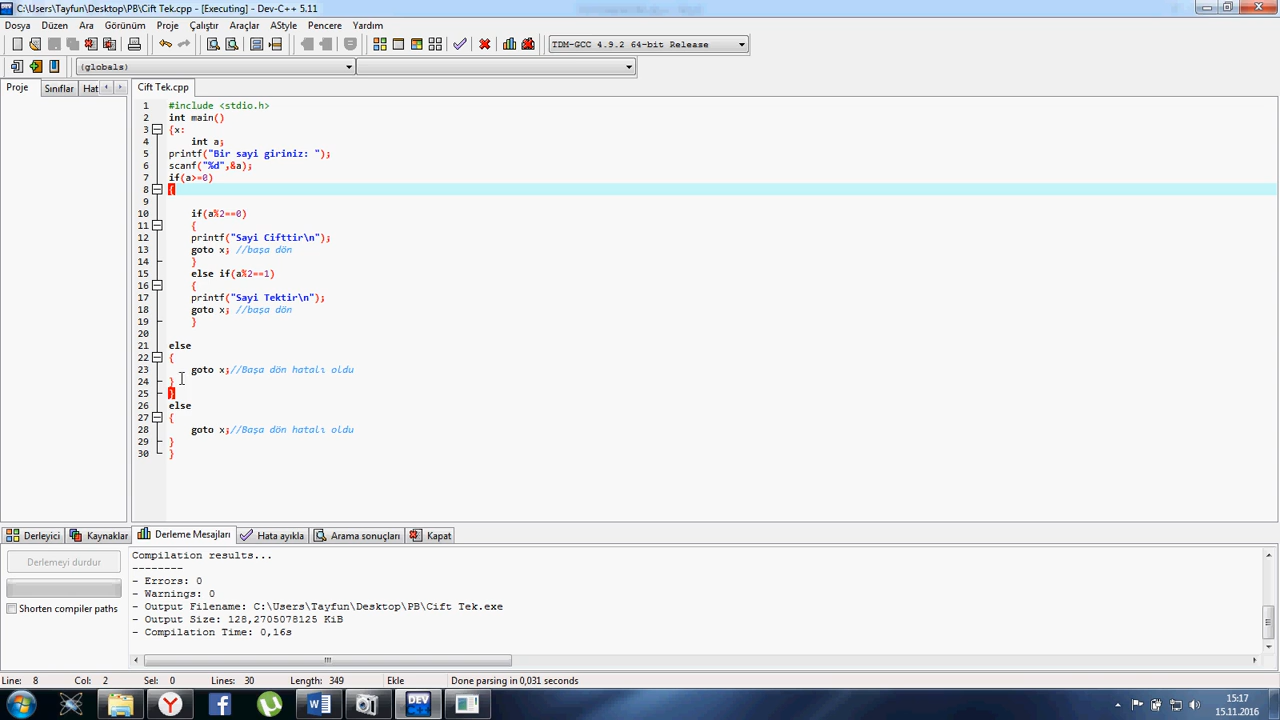 C:\Users\Tayfun\Desktop\PB\Cift Tek.cpp - [Executing] - Dev-C++ 5.11
Dosya Düzen Ara Görünüm Proje Çalıştır Araçlar AStyle Pencere Yardım
TDM-GCC 4.9.2 64-bit Release
(globals)
Proje Sınıflar Hat
Cift Tek.cpp
1 #include <stdio.h>
2 int main()
3 {x:
4 int a;
5 printf("Bir sayi giriniz: ");
6 scanf("%d",&a);
7 if(a>=0)
8 {
9
10 if(a%2==0)
11 {
12 printf("Sayi Cifttir\n");
13 goto x; //başa dön
14 }
15 else if(a%2==1)
16 {
17 printf("Sayi Tektir\n");
18 goto x; //başa dön
19 }
20
21 else
22 {
23 goto x;//Başa dön hatalı oldu
24 }
25 }
26 else
27 {
28 goto x;//Başa dön hatalı oldu
29 }
30 }
Derleyici Kaynaklar Derleme Mesajları Hata ayıkla Arama sonuçları Kapat
Derlemeyi durdur
Shorten compiler paths
Compilation results...
--------
- Errors: 0
- Warnings: 0
- Output Filename: C:\Users\Tayfun\Desktop\PB\Cift Tek.exe
- Output Size: 128,2705078125 KiB
- Compilation Time: 0,16s
Line: 8 Col: 2 Sel: 0 Lines: 30 Length: 349 Ekle Done parsing in 0,031 seconds
DEV
15:17
15.11.2016